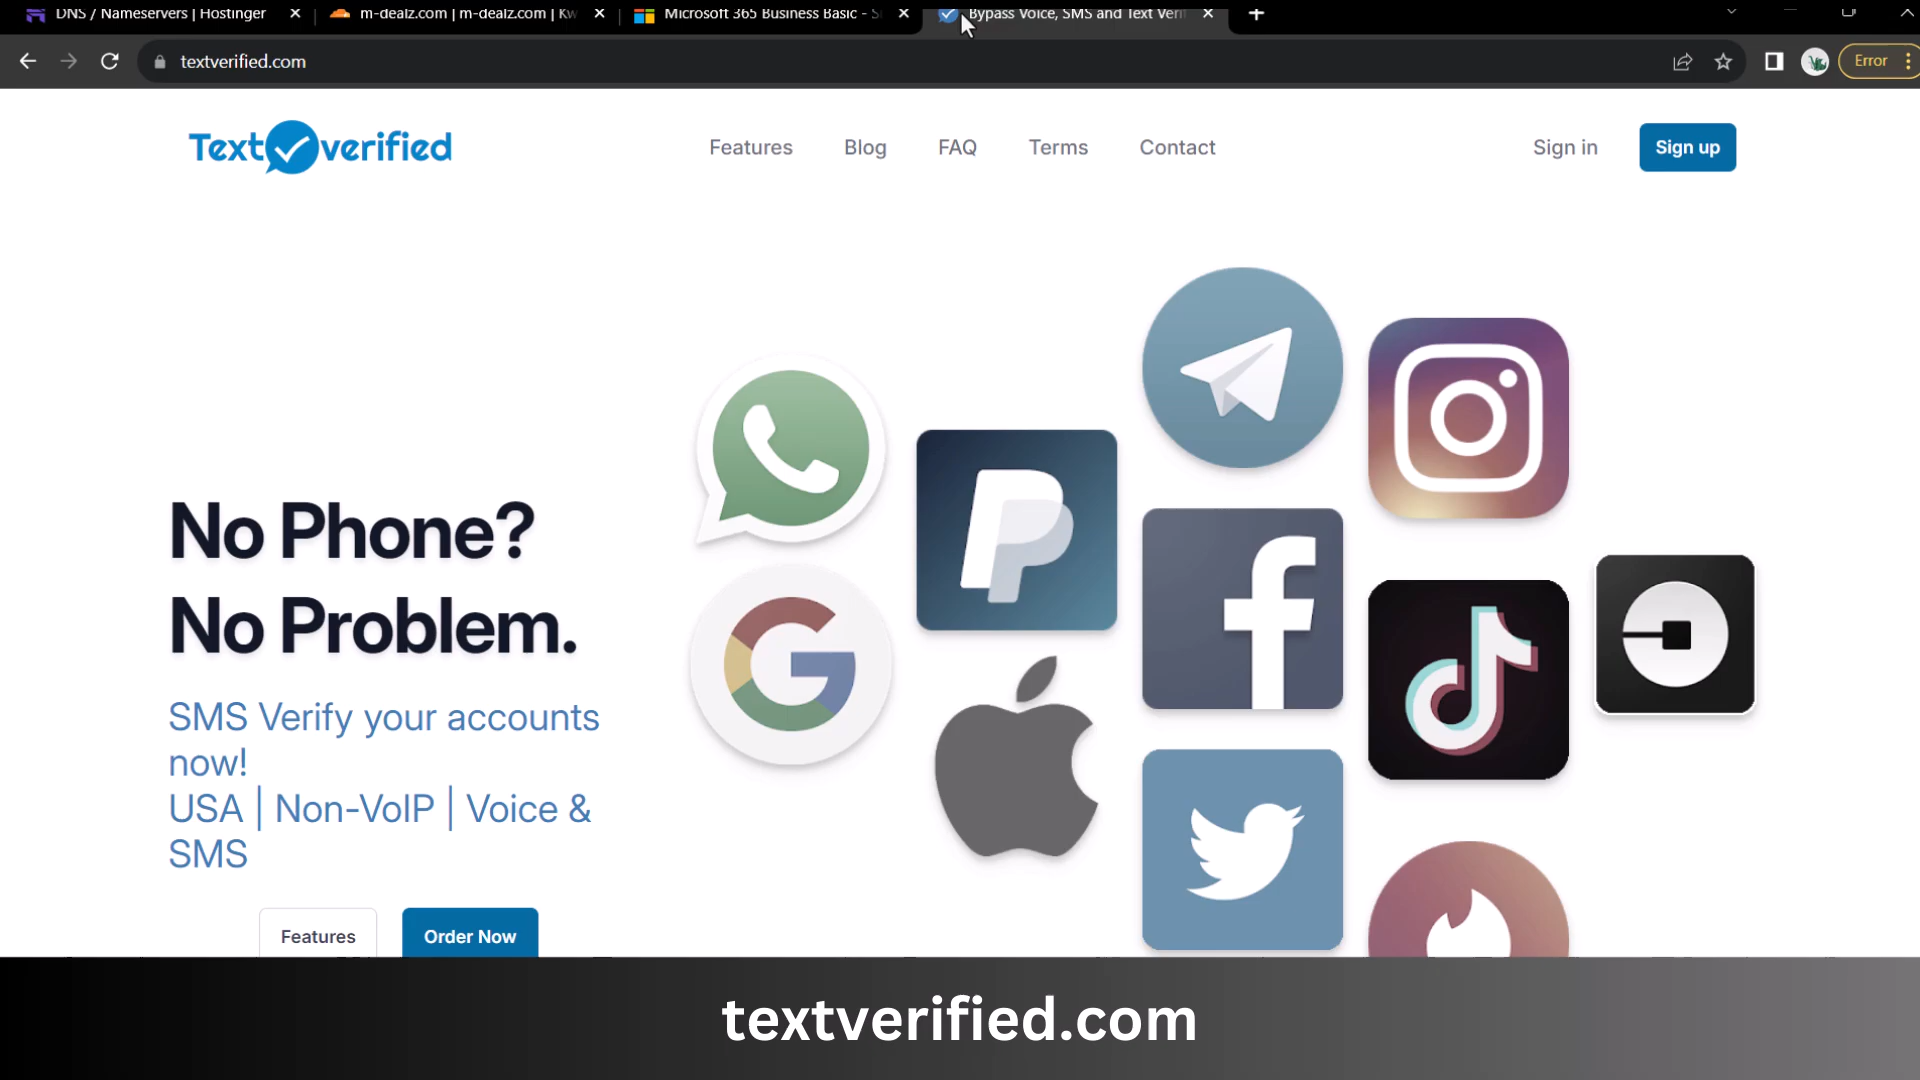 DNS / Nameservers | Hostinger
m-dealz.com | m-dealz.com | Kw
Microsoft 365 Business Basic - S
Bypass Voice, SMS and Text Veri
textverified.com
Error
Text verified
Features
Blog
FAQ
Terms
Contact
Sign in
Sign up
No Phone?
No Problem.
SMS Verify your accounts
now!
USA | Non-VoIP | Voice &
SMS
Features
Order Now
textverified.com